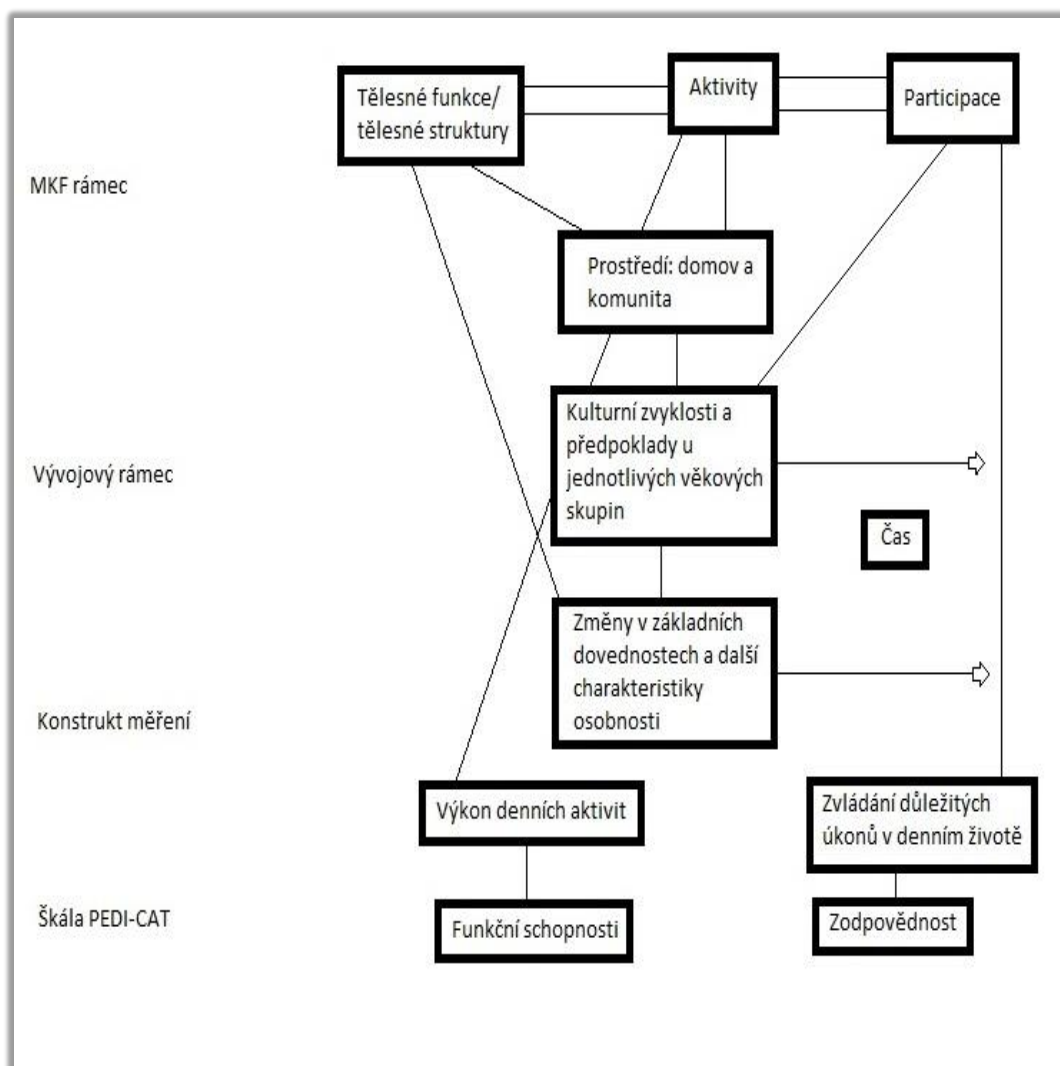 Tělesné funkce/
tělesné struktury
Aktivity
Participace
MKF rámec
Prostředí: domov a
komunita
Kulturní zvyklosti a
předpoklady u
jednotlivých věkových
skupin
Vývojový rámec
Čas
Změny v základních
dovednostech a další
charakteristiky
osobnosti
Konstrukt měření
Výkon denních aktivit
Zvládání důležitých
úkonů v denním životě
Škála PEDI-CAT
Funkční schopnosti
Zodpovědnost